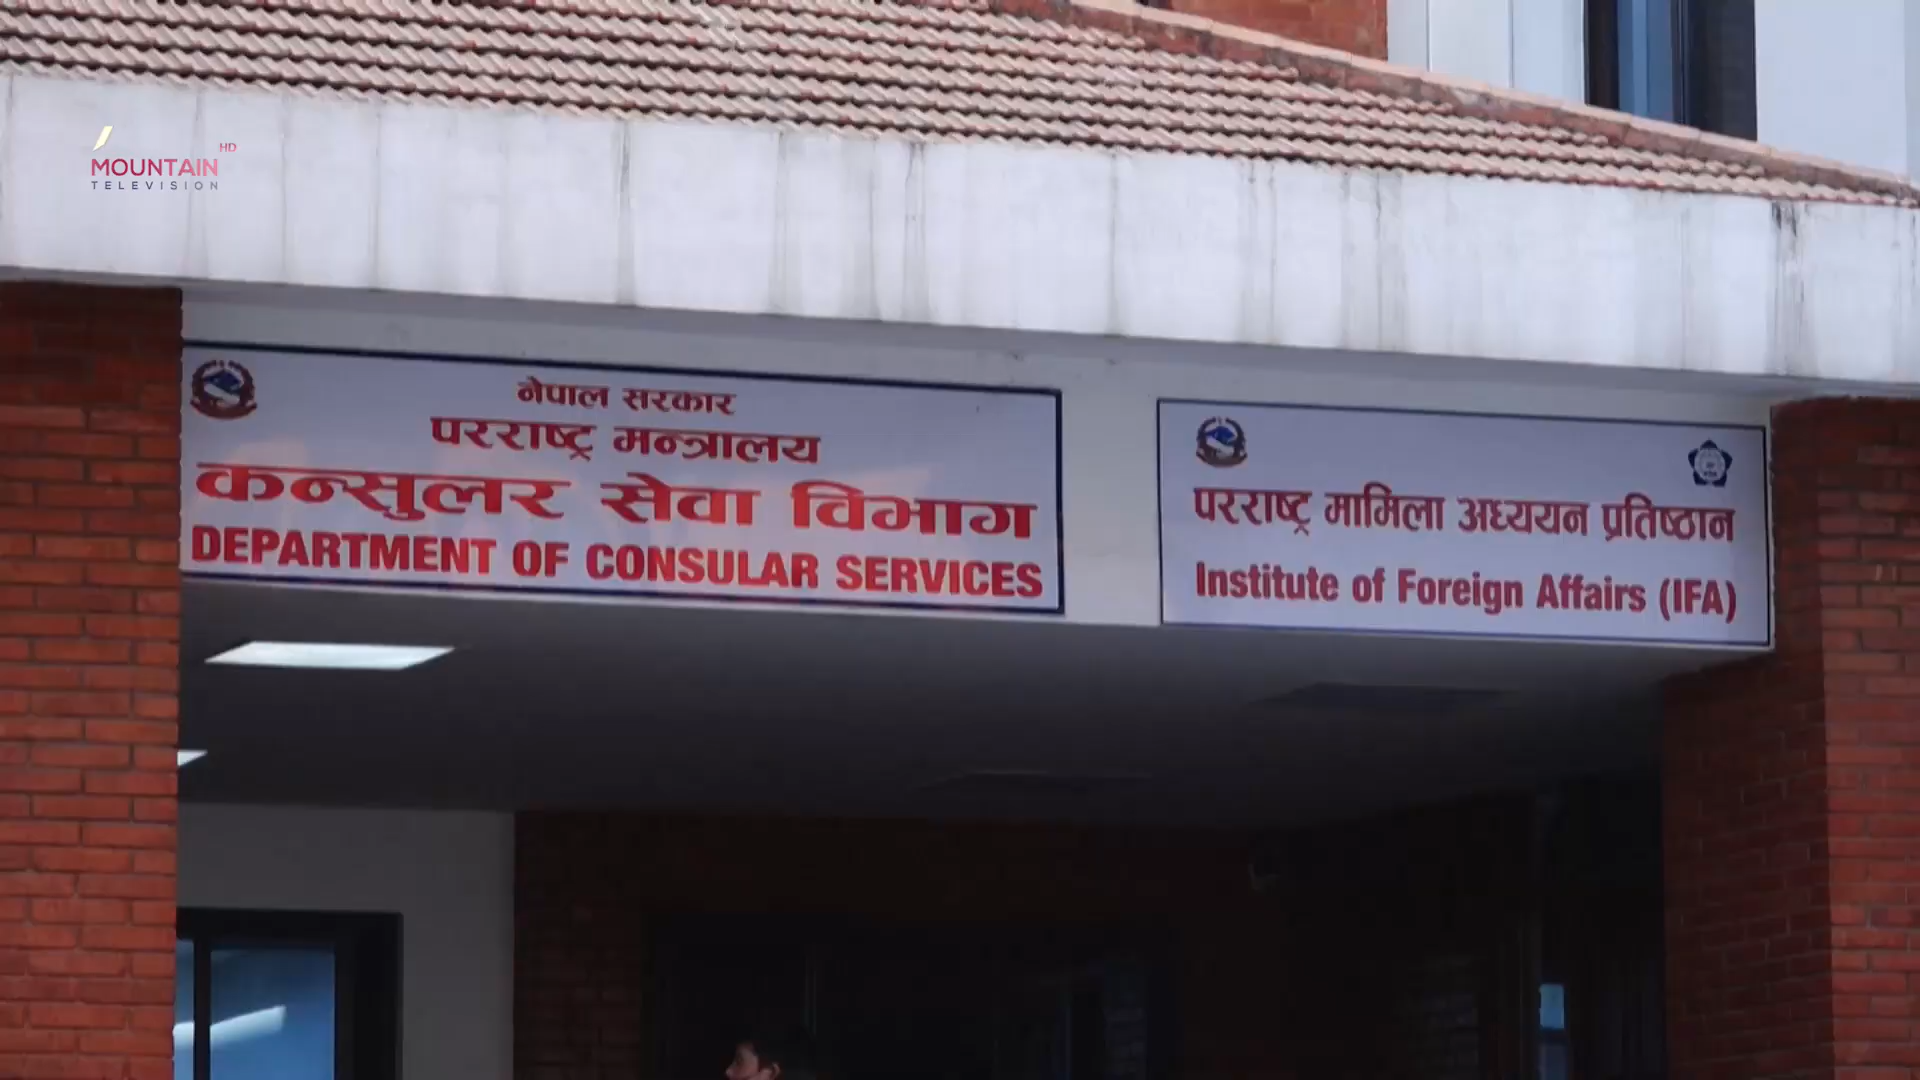 MOUNTAIN HD
TELEVISION
नेपाल सरकार
परराष्ट्र मन्त्रालय
कन्सुलर सेवा विभाग
DEPARTMENT OF CONSULAR SERVICES
परराष्ट्र मामिला अध्ययन प्रतिष्ठान
Institute of Foreign Affairs (IFA)